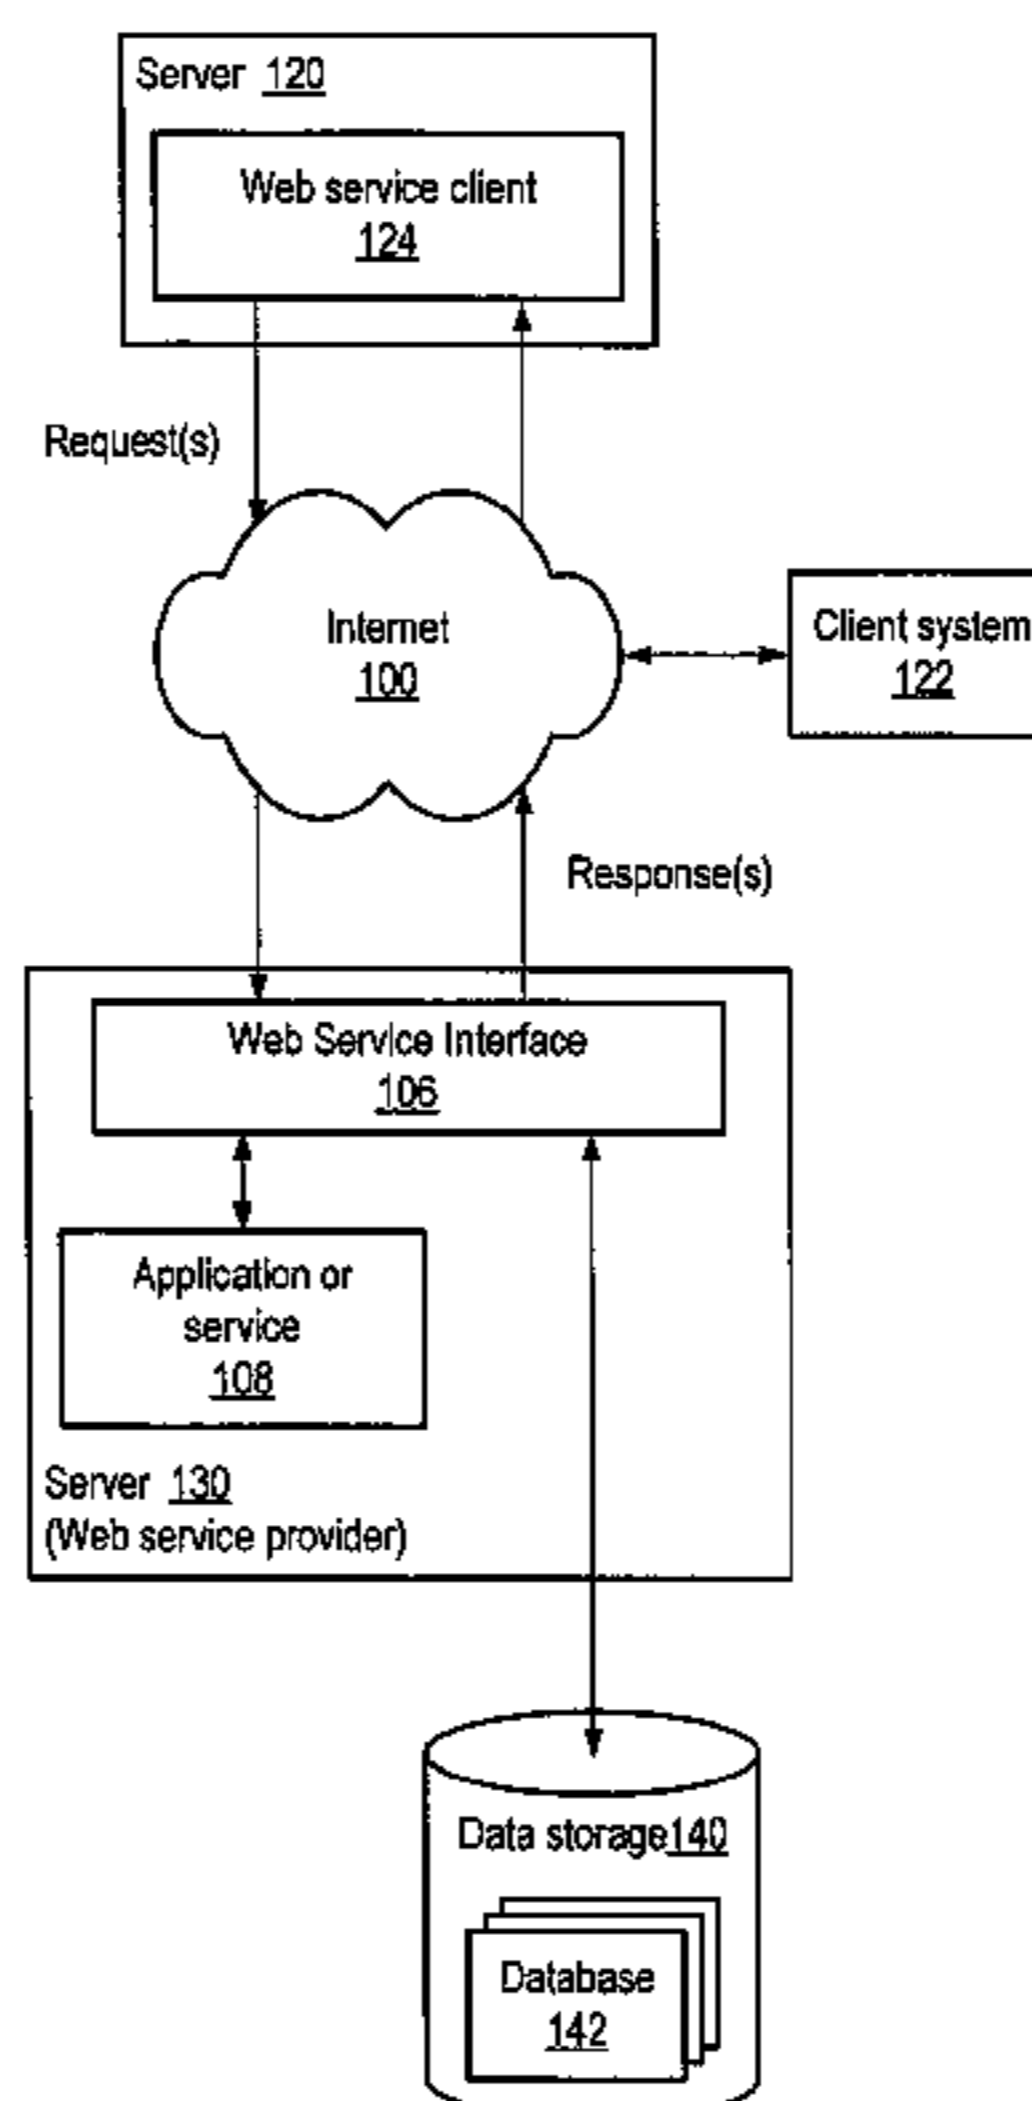 Server 120
Web service client
124
Request(s)
Internet
100
Client system
122
Response(s)
Web Service Interface
106
Application or
service
108
Server 130
(Web service provider)
Data storage140
Database
142